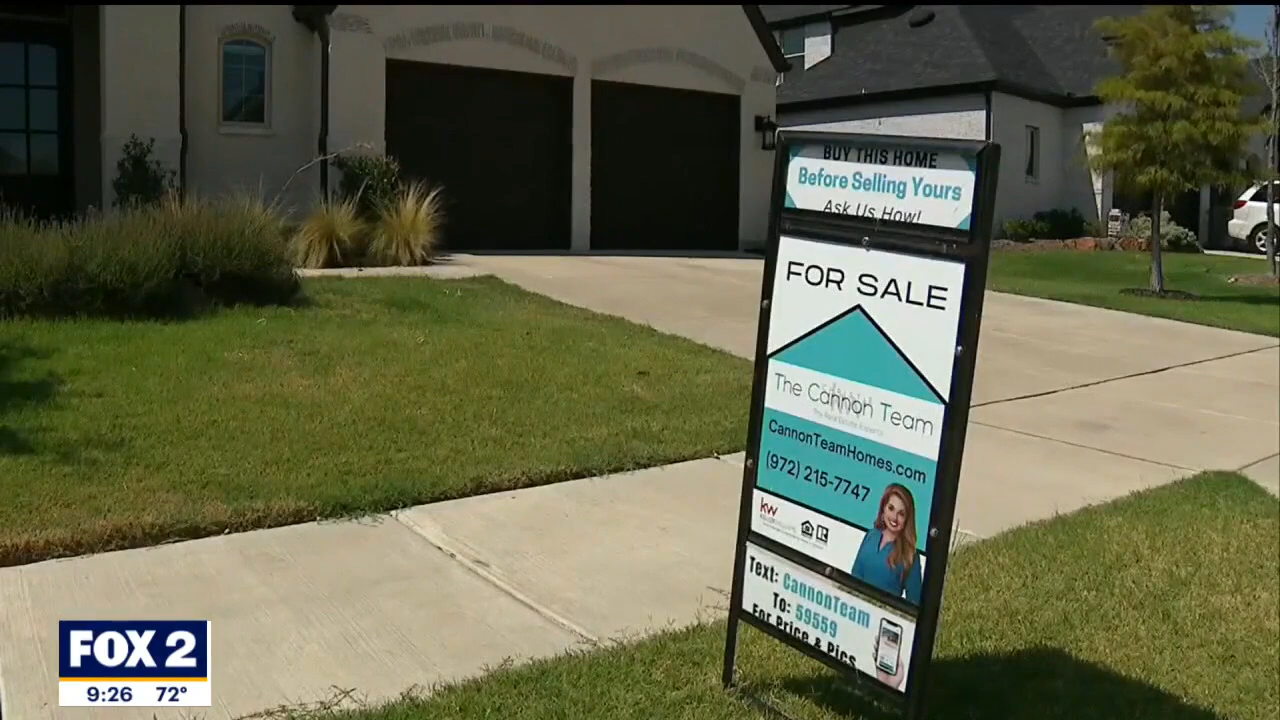 BUY THIS HOME
Before Selling Yours
Ask Us How!
FOR SALE
The Cannon Team
CannonTeamHomes.com
(972) 215-7747
kw
Text: CannonTeam
To: 59559
For Price & Pics
FOX 2
9:26 72°